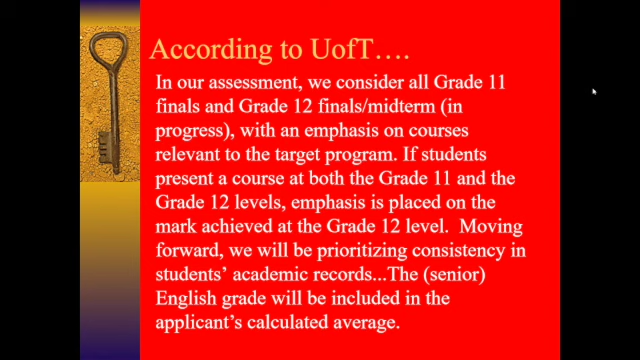 According to UofT….
In our assessment, we consider all Grade 11
finals and Grade 12 finals/midterm (in
progress), with an emphasis on courses
relevant to the target program. If students
present a course at both the Grade 11 and the
Grade 12 levels, emphasis is placed on the
mark achieved at the Grade 12 level.  Moving
forward, we will be prioritizing consistency in
students’ academic records...The (senior)
English grade will be included in the
applicant’s calculated average.